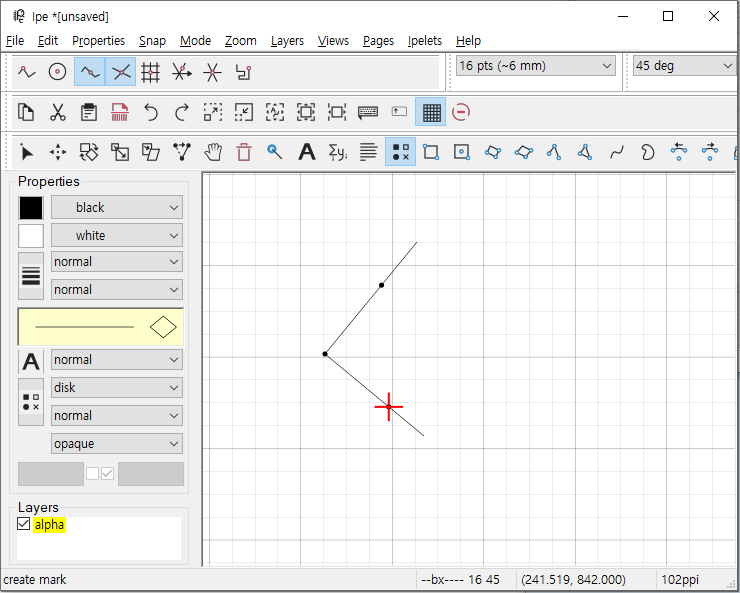 Ipe *[unsaved]
File Edit Properties Snap Mode Zoom Layers Views Pages Ipelets Help
16 pts (~6 mm) 45 deg
Properties
black
white
normal
normal
A normal
disk
normal
opaque
Layers
alpha
create mark --bx---- 16 45 (241.519, 842.000) 102ppi